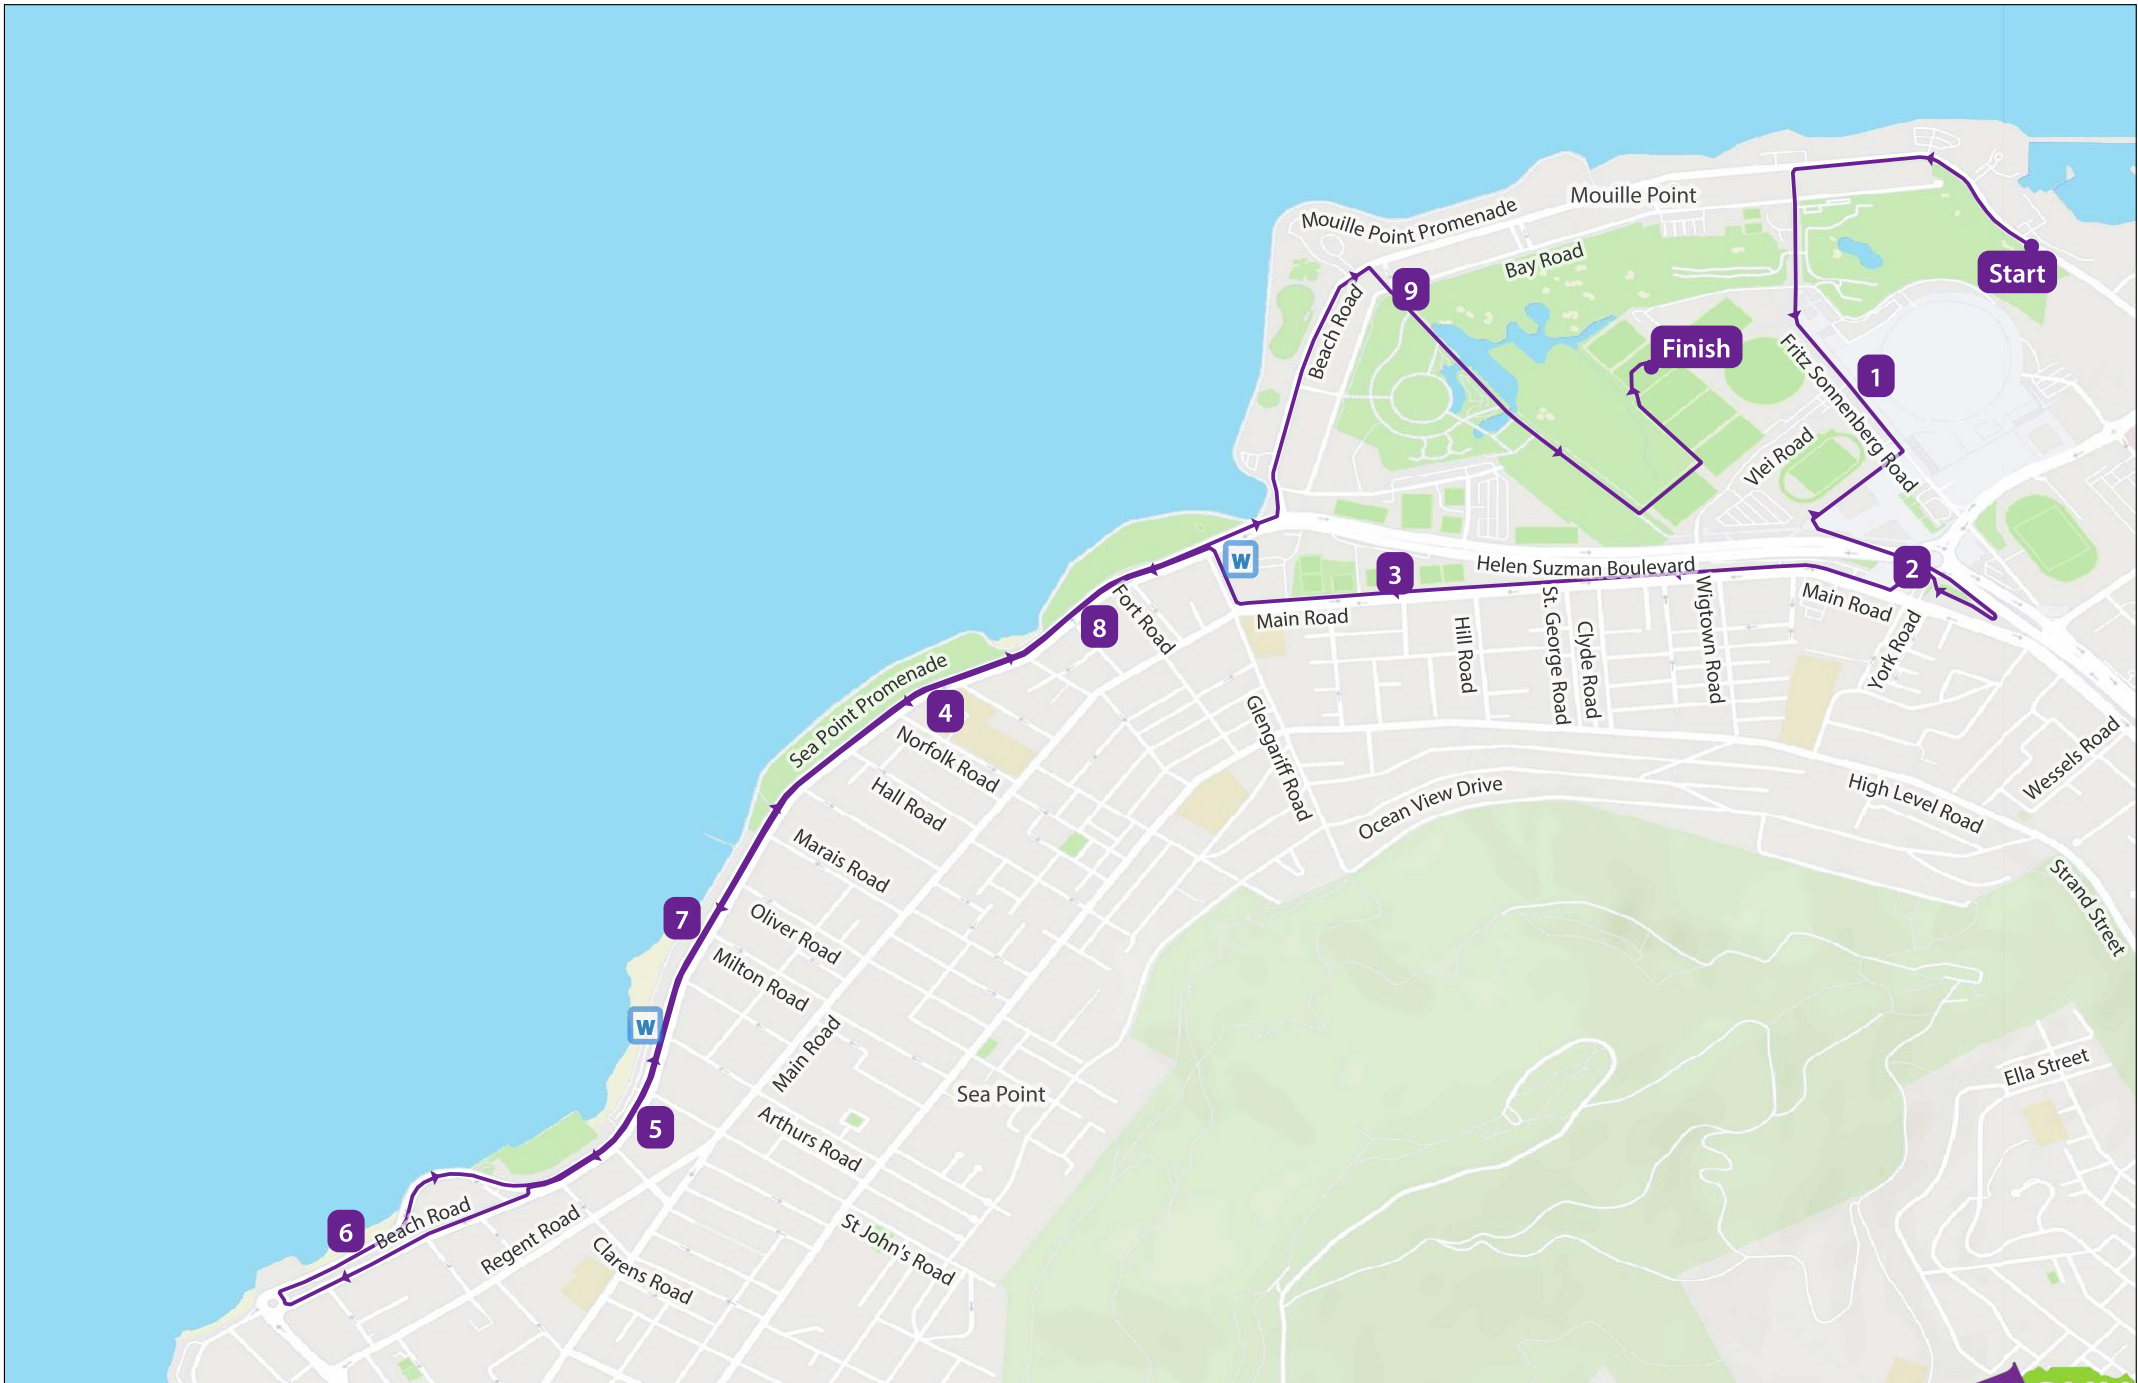 Mouille Point
Mouille Point Promenade
Bay Road
Start
9
Beach Road
Finish
1
Fritz Sonnenberg Road
Vlei Road
W
3
Helen Suzman Boulevard
2
Main Road
Main Road
Fort Road
8
Hill Road
St. George Road
Clyde Road
Wigtown Road
York Road
Sea Point Promenade
4
Norfolk Road
Glengariff Road
Wessels Road
Hall Road
Ocean View Drive
High Level Road
Marais Road
Strand Street
7
Oliver Road
Milton Road
W
Main Road
Ella Street
Sea Point
5
Arthurs Road
6
Beach Road
Regent Road
Clarens Road
St John's Road